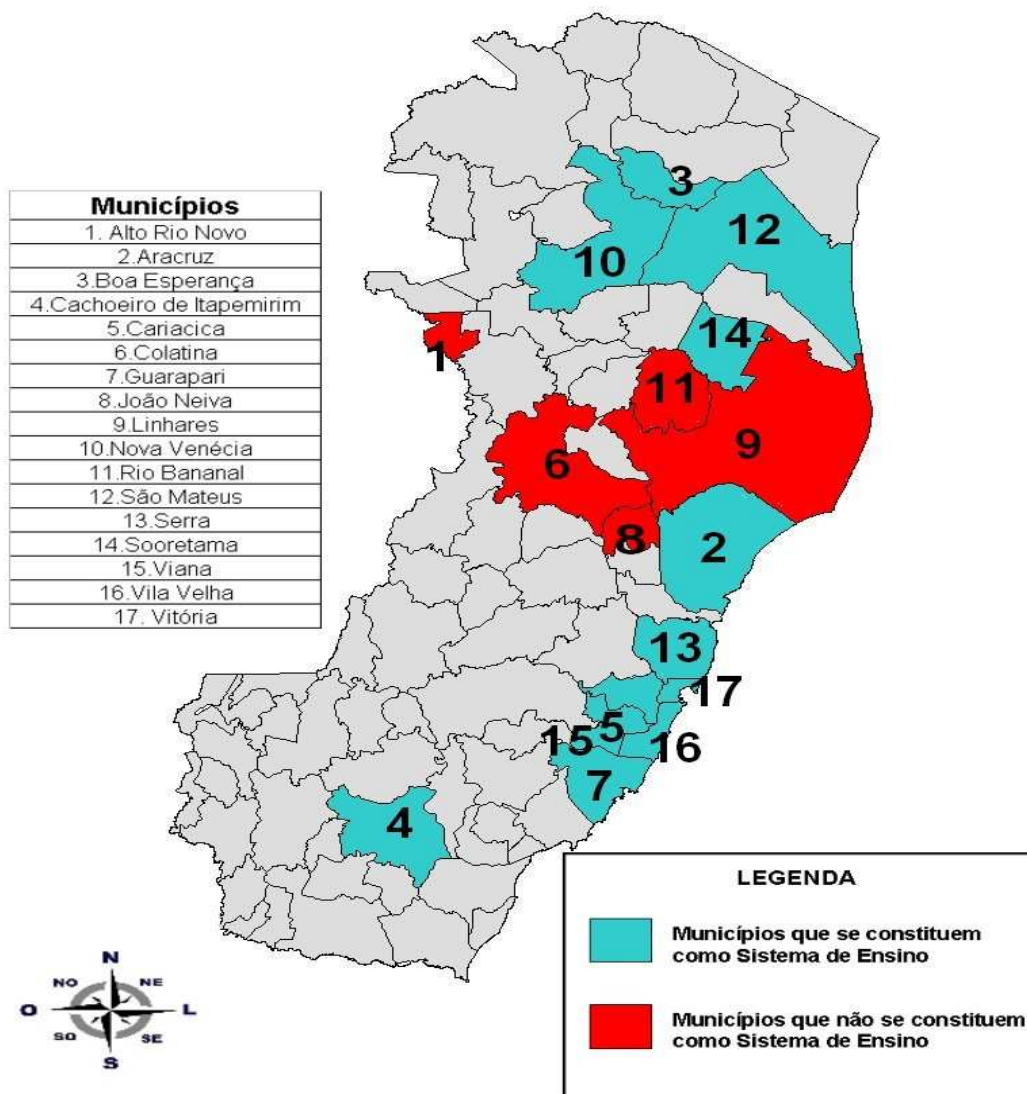 Municípios
1. Alto Rio Novo
2.Aracruz
3.Boa Esperança
4.Cachoeiro de Itapemirim
5.Cariacica
6.Colatina
7.Guarapari
8.João Neiva
9.Linhares
10.Nova Venécia
11.Rio Bananal
12.São Mateus
13.Serra
14.Sooretama
15.Viana
16.Vila Velha
17. Vitória
3
12
10
14
1
11
9
6
8
2
13
17
5
15
16
7
4
LEGENDA
Municípios que se constituem
como Sistema de Ensino
Municípios que não se constituem
como Sistema de Ensino
N
NO
NE
O
L
SO
SE
S